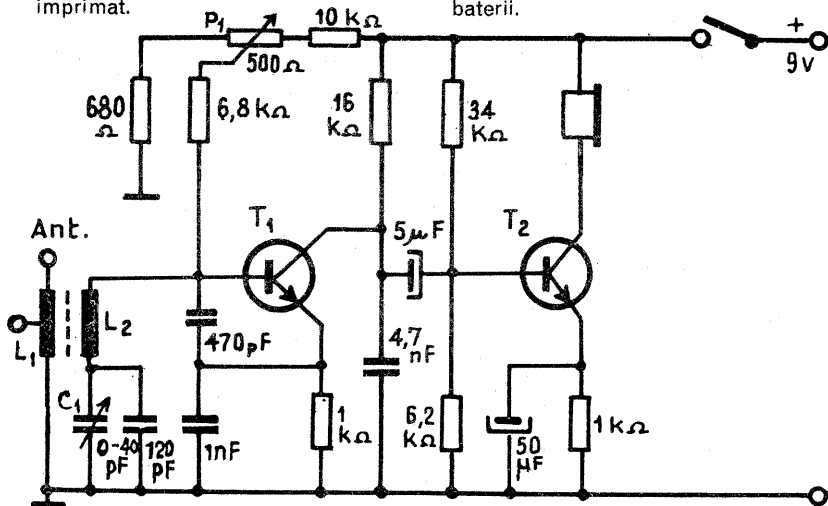 imprimat.
baterii.
P1
10 kΩ
500Ω
+
9v
680
Ω
6,8 kΩ
16
kΩ
34
kΩ
T1
T2
Ant.
5μF
L1
L2
470pF
4,7
nF
C1
0-40
pF
120
pF
1nF
1
kΩ
6,2
kΩ
50
μF
1kΩ